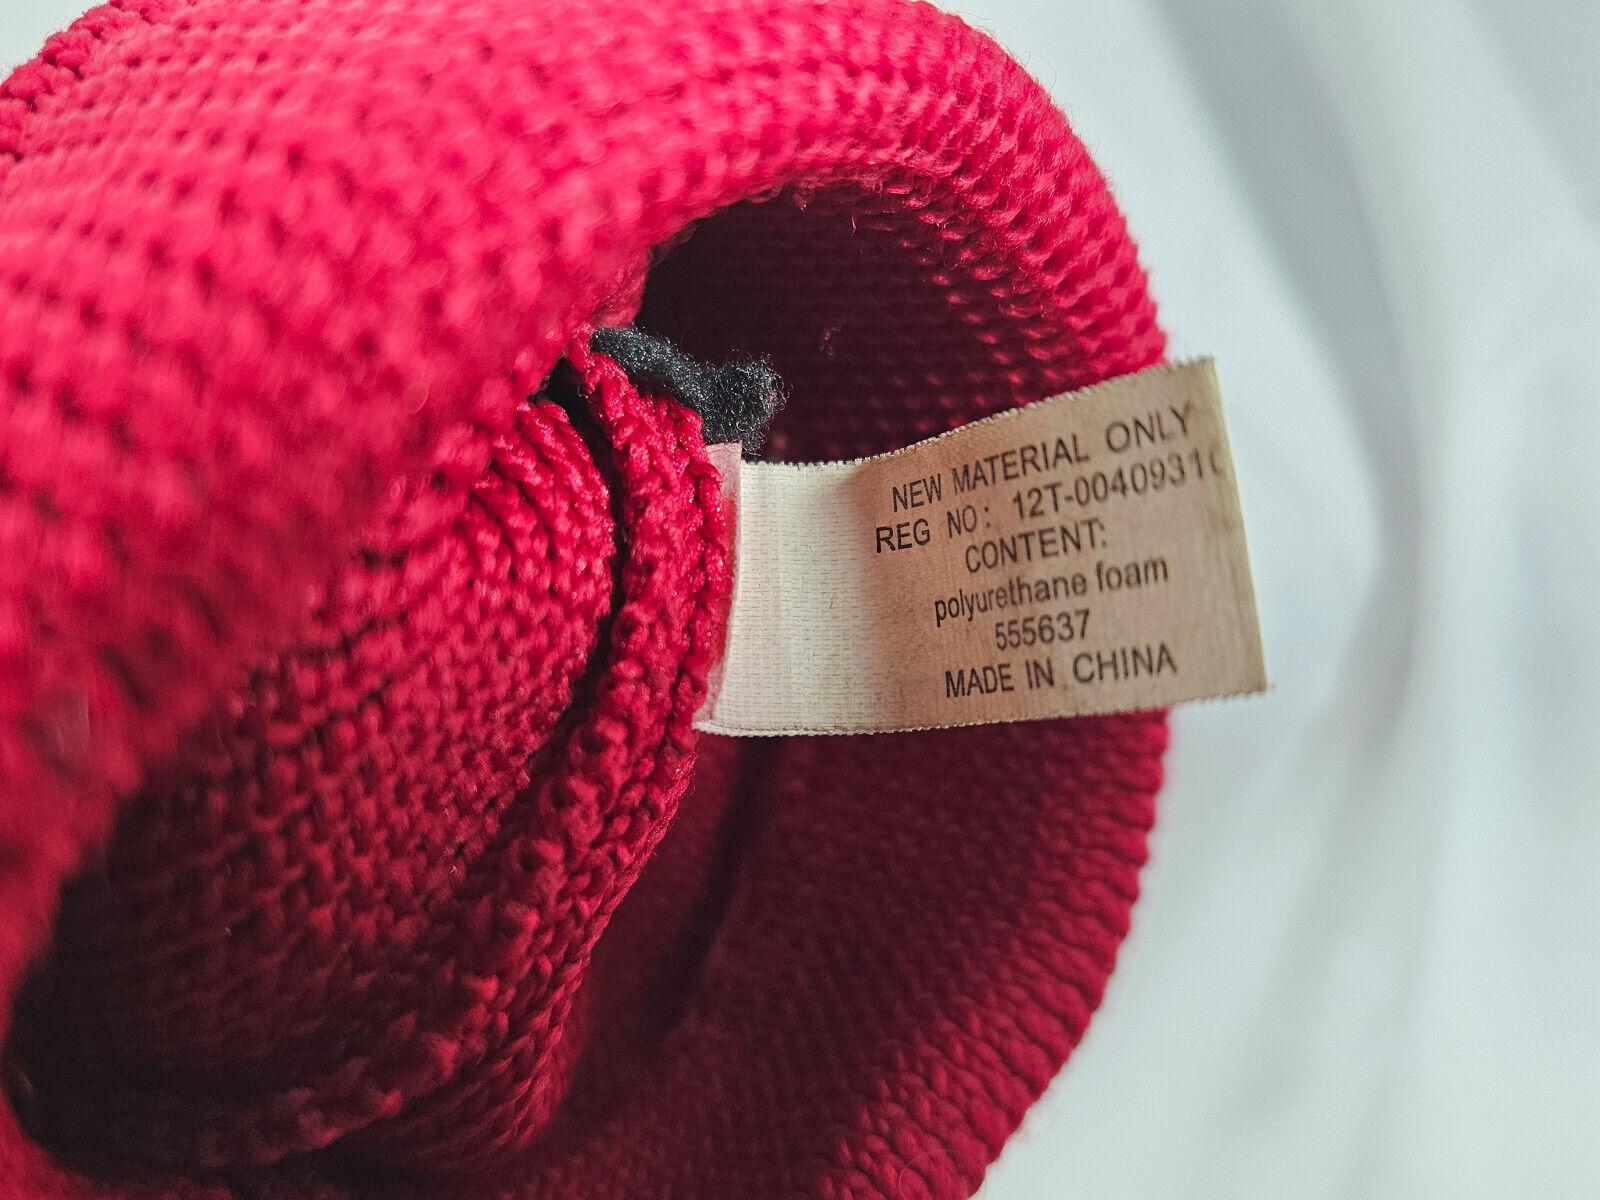 NEW MATERIAL ONLY
REG NO: 12T-0040931
CONTENT:
polyurethane foam
555637
MADE IN CHINA